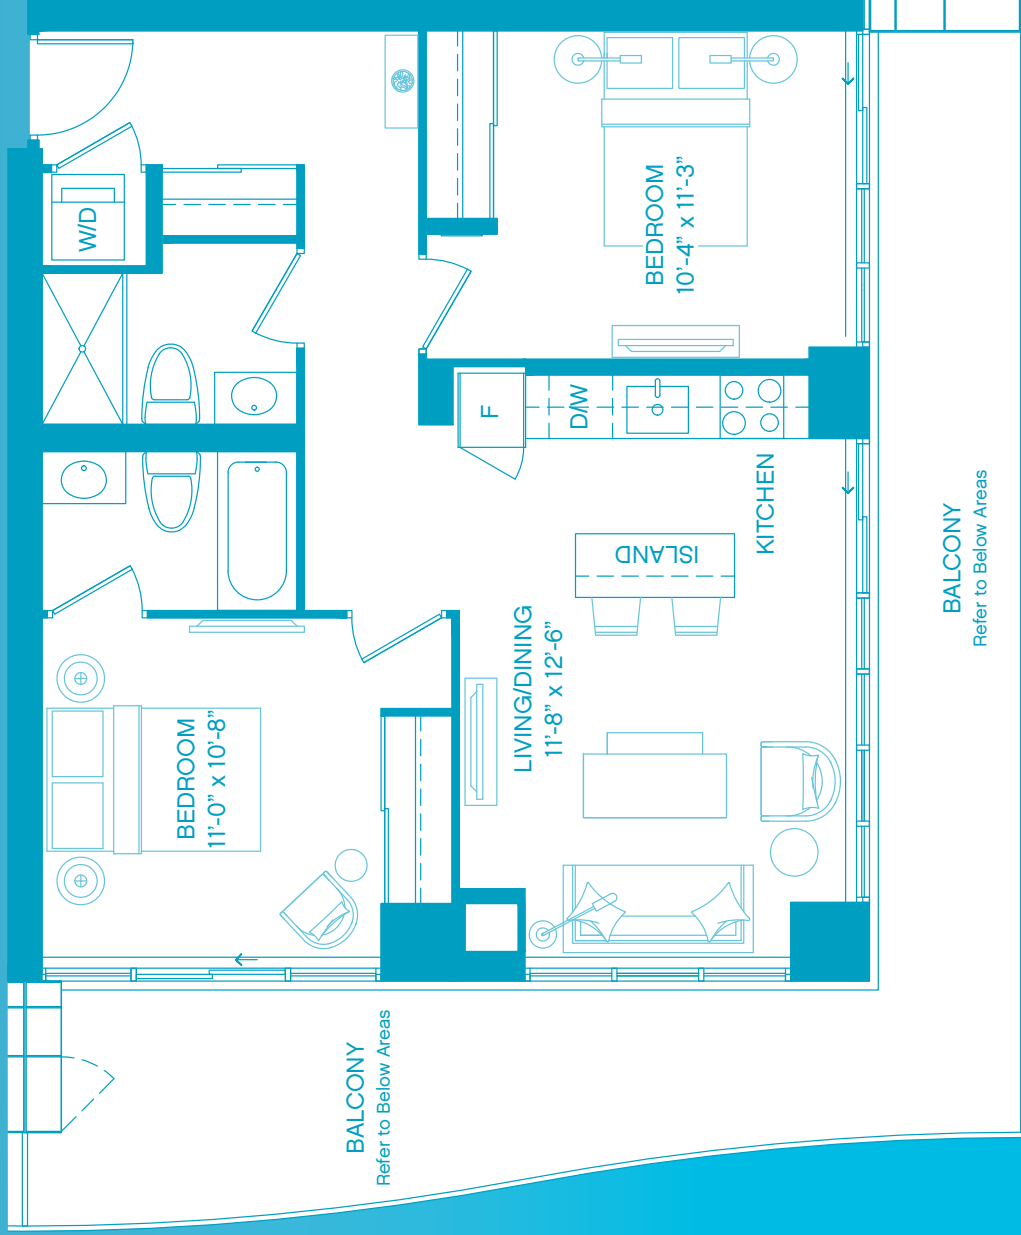 W/D
BEDROOM
10’-4” x 11’-3”
F
D/W
KITCHEN
ISLAND
LIVING/DINING
11’-8” x 12’-6”
BEDROOM
11’-0” x 10’-8”
BALCONY
Refer to Below Areas
BALCONY
Refer to Below Areas